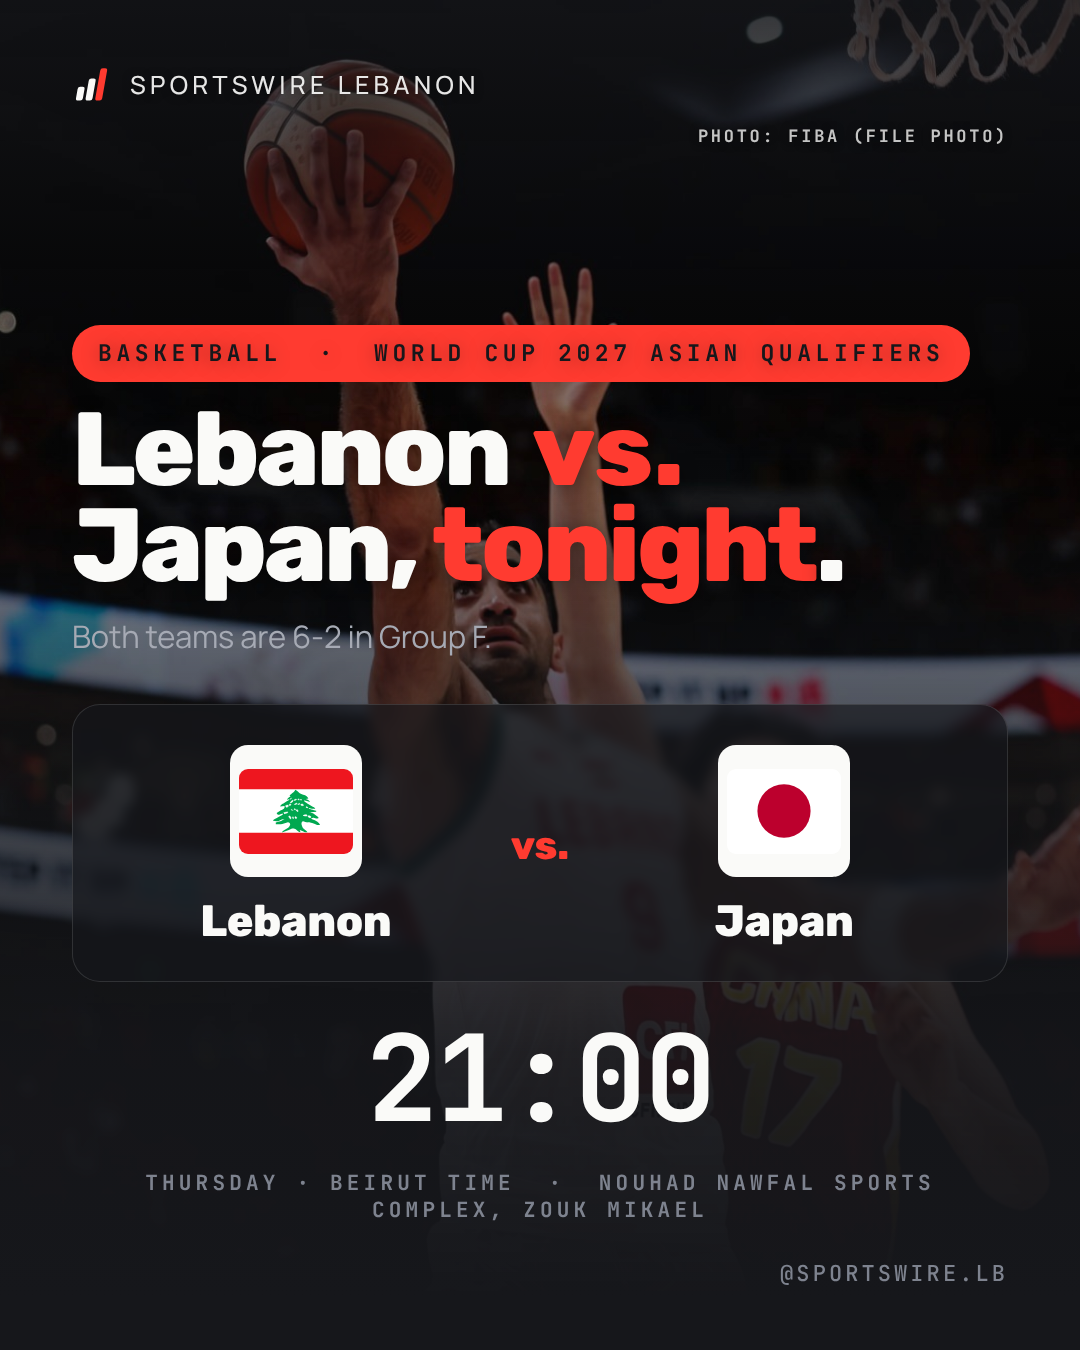 SPORTSWIRE LEBANON
PHOTO: FIBA (FILE PHOTO)
BASKETBALL · WORLD CUP 2027 ASIAN QUALIFIERS
Lebanon vs.
Japan, tonight.
Both teams are 6-2 in Group F.
vs.
Lebanon
Japan
CHINA
17
21:00
THURSDAY · BEIRUT TIME · NOUHAD NAWFAL SPORTS
COMPLEX, ZOUK MIKAEL
@SPORTSWIRE.LB